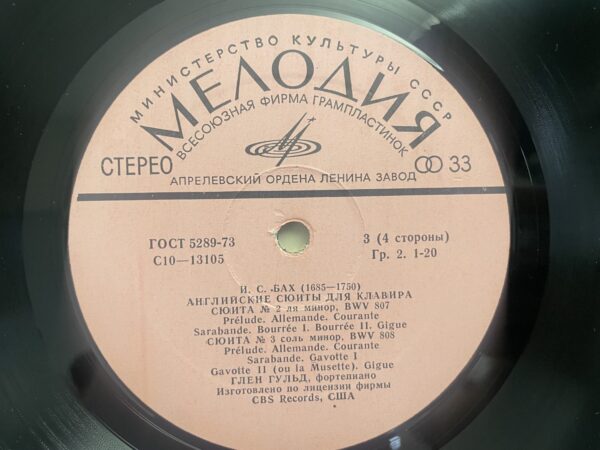 МИНИСТЕРСТВО КУЛЬТУРЫ СССР
МЕЛОДИЯ
ВСЕСОЮЗНАЯ ФИРМА ГРАМПЛАСТИНОК
СТЕРЕО
33
АПРЕЛЕВСКИЙ ОРДЕНА ЛЕНИНА ЗАВОД
ГОСТ 5289-73
3 (4 стороны)
С10—13105
Гр. 2. 1-20
И. С. БАХ (1685—1750)
АНГЛИЙСКИЕ СЮИТЫ ДЛЯ КЛАВИРА
СЮИТА № 2 ля минор, BWV 807
Prélude. Allemande. Courante
Sarabande. Bourrée I. Bourrée II. Gigue
СЮИТА № 3 соль минор, BWV 808
Prélude. Allemande. Courante
Sarabande. Gavotte I
Gavotte II (ou la Musette). Gigue
ГЛЕН ГУЛЬД, фортепиано
Изготовлено по лицензии фирмы
CBS Records, США